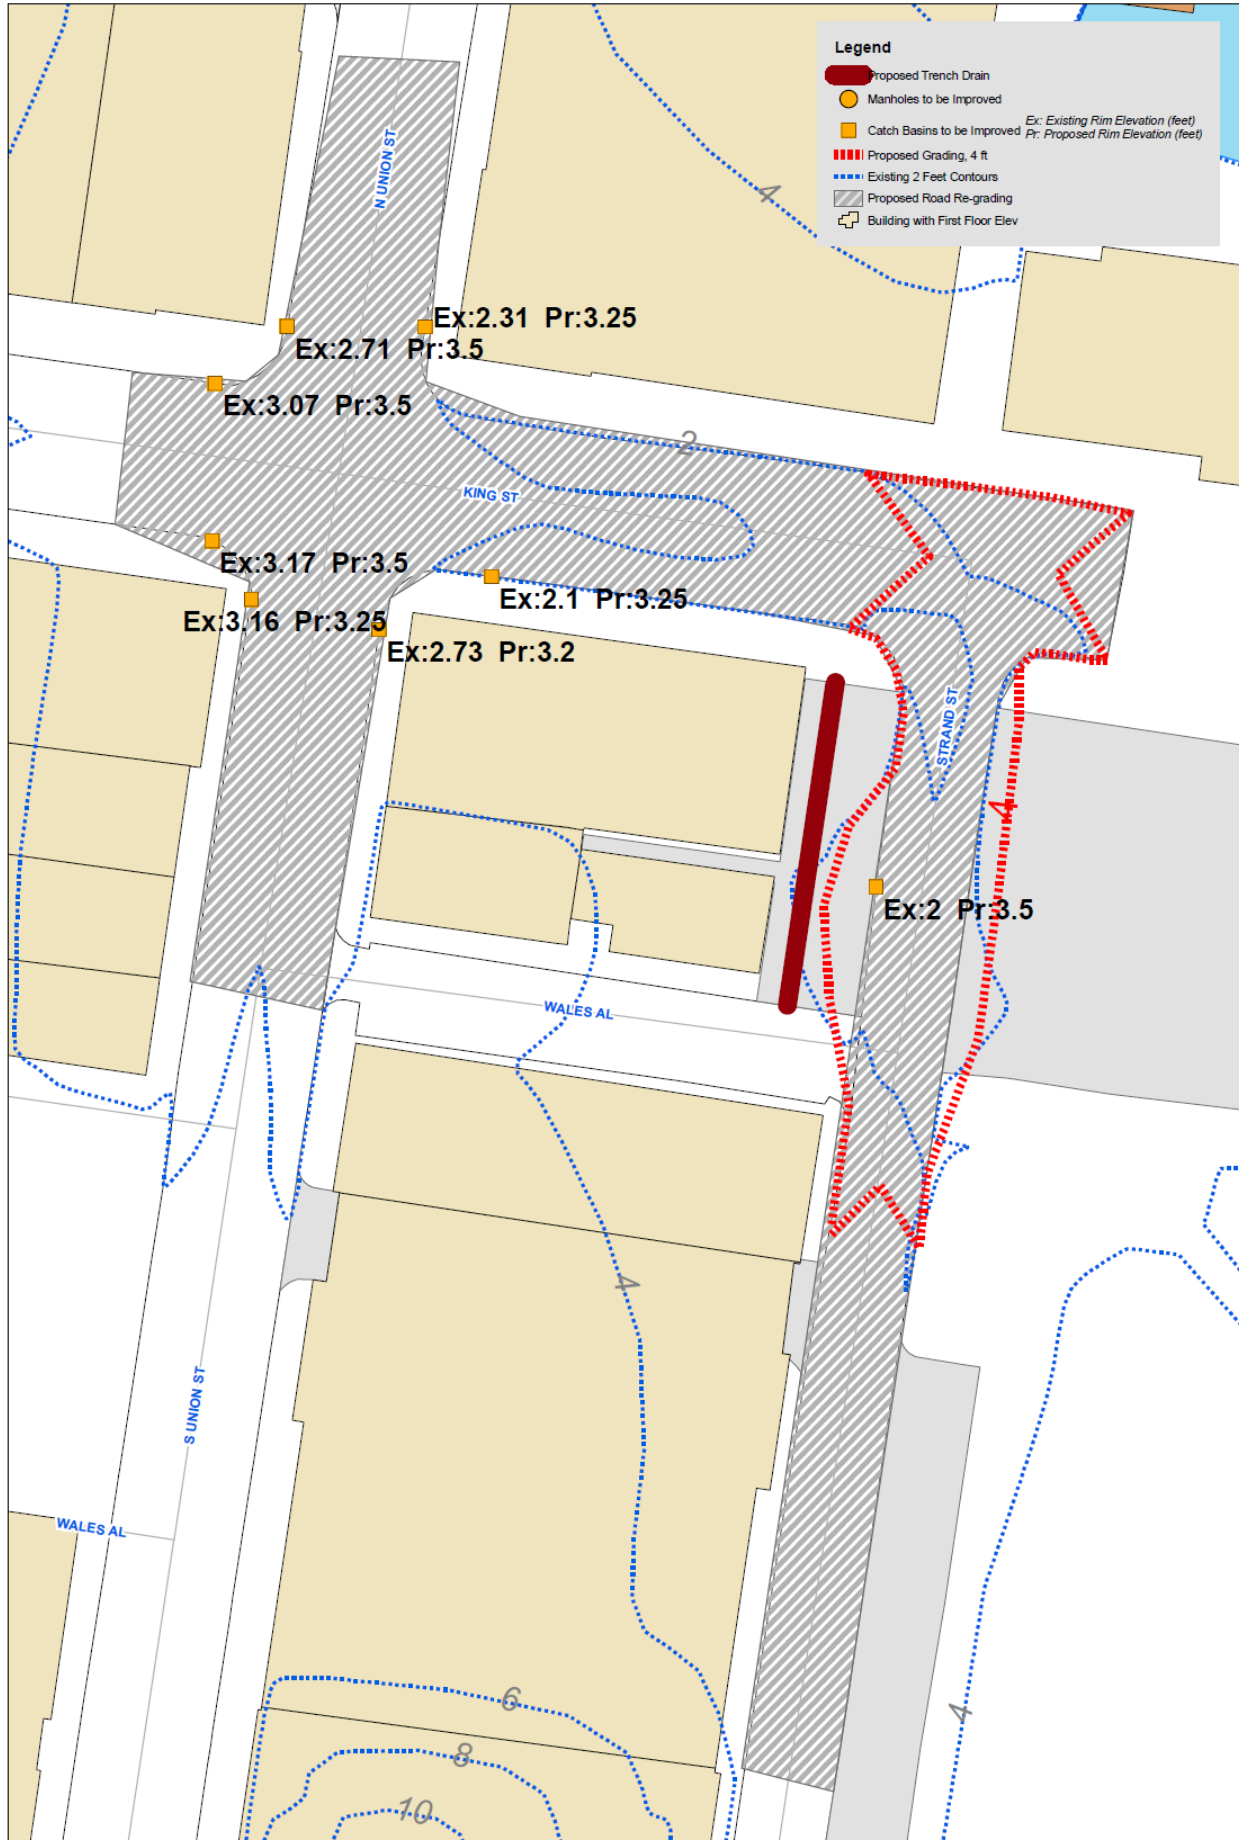 Legend
Proposed Trench Drain
Manholes to be Improved
Catch Basins to be Improved
Ex: Existing Rim Elevation (feet)
Pr: Proposed Rim Elevation (feet)
Proposed Grading, 4 ft
Existing 2 Feet Contours
Proposed Road Re-grading
Building with First Floor Elev
N UNION ST
4
Ex:2.31 Pr:3.25
Ex:2.71 Pr:3.5
Ex:3.07 Pr:3.5
2
KING ST
Ex:3.17 Pr:3.5
Ex:2.1 Pr:3.25
Ex:3.16 Pr:3.25
Ex:2.73 Pr:3.2
STRAND ST
4
Ex:2 Pr:3.5
WALES AL
4
S UNION ST
WALES AL
6
4
8
10